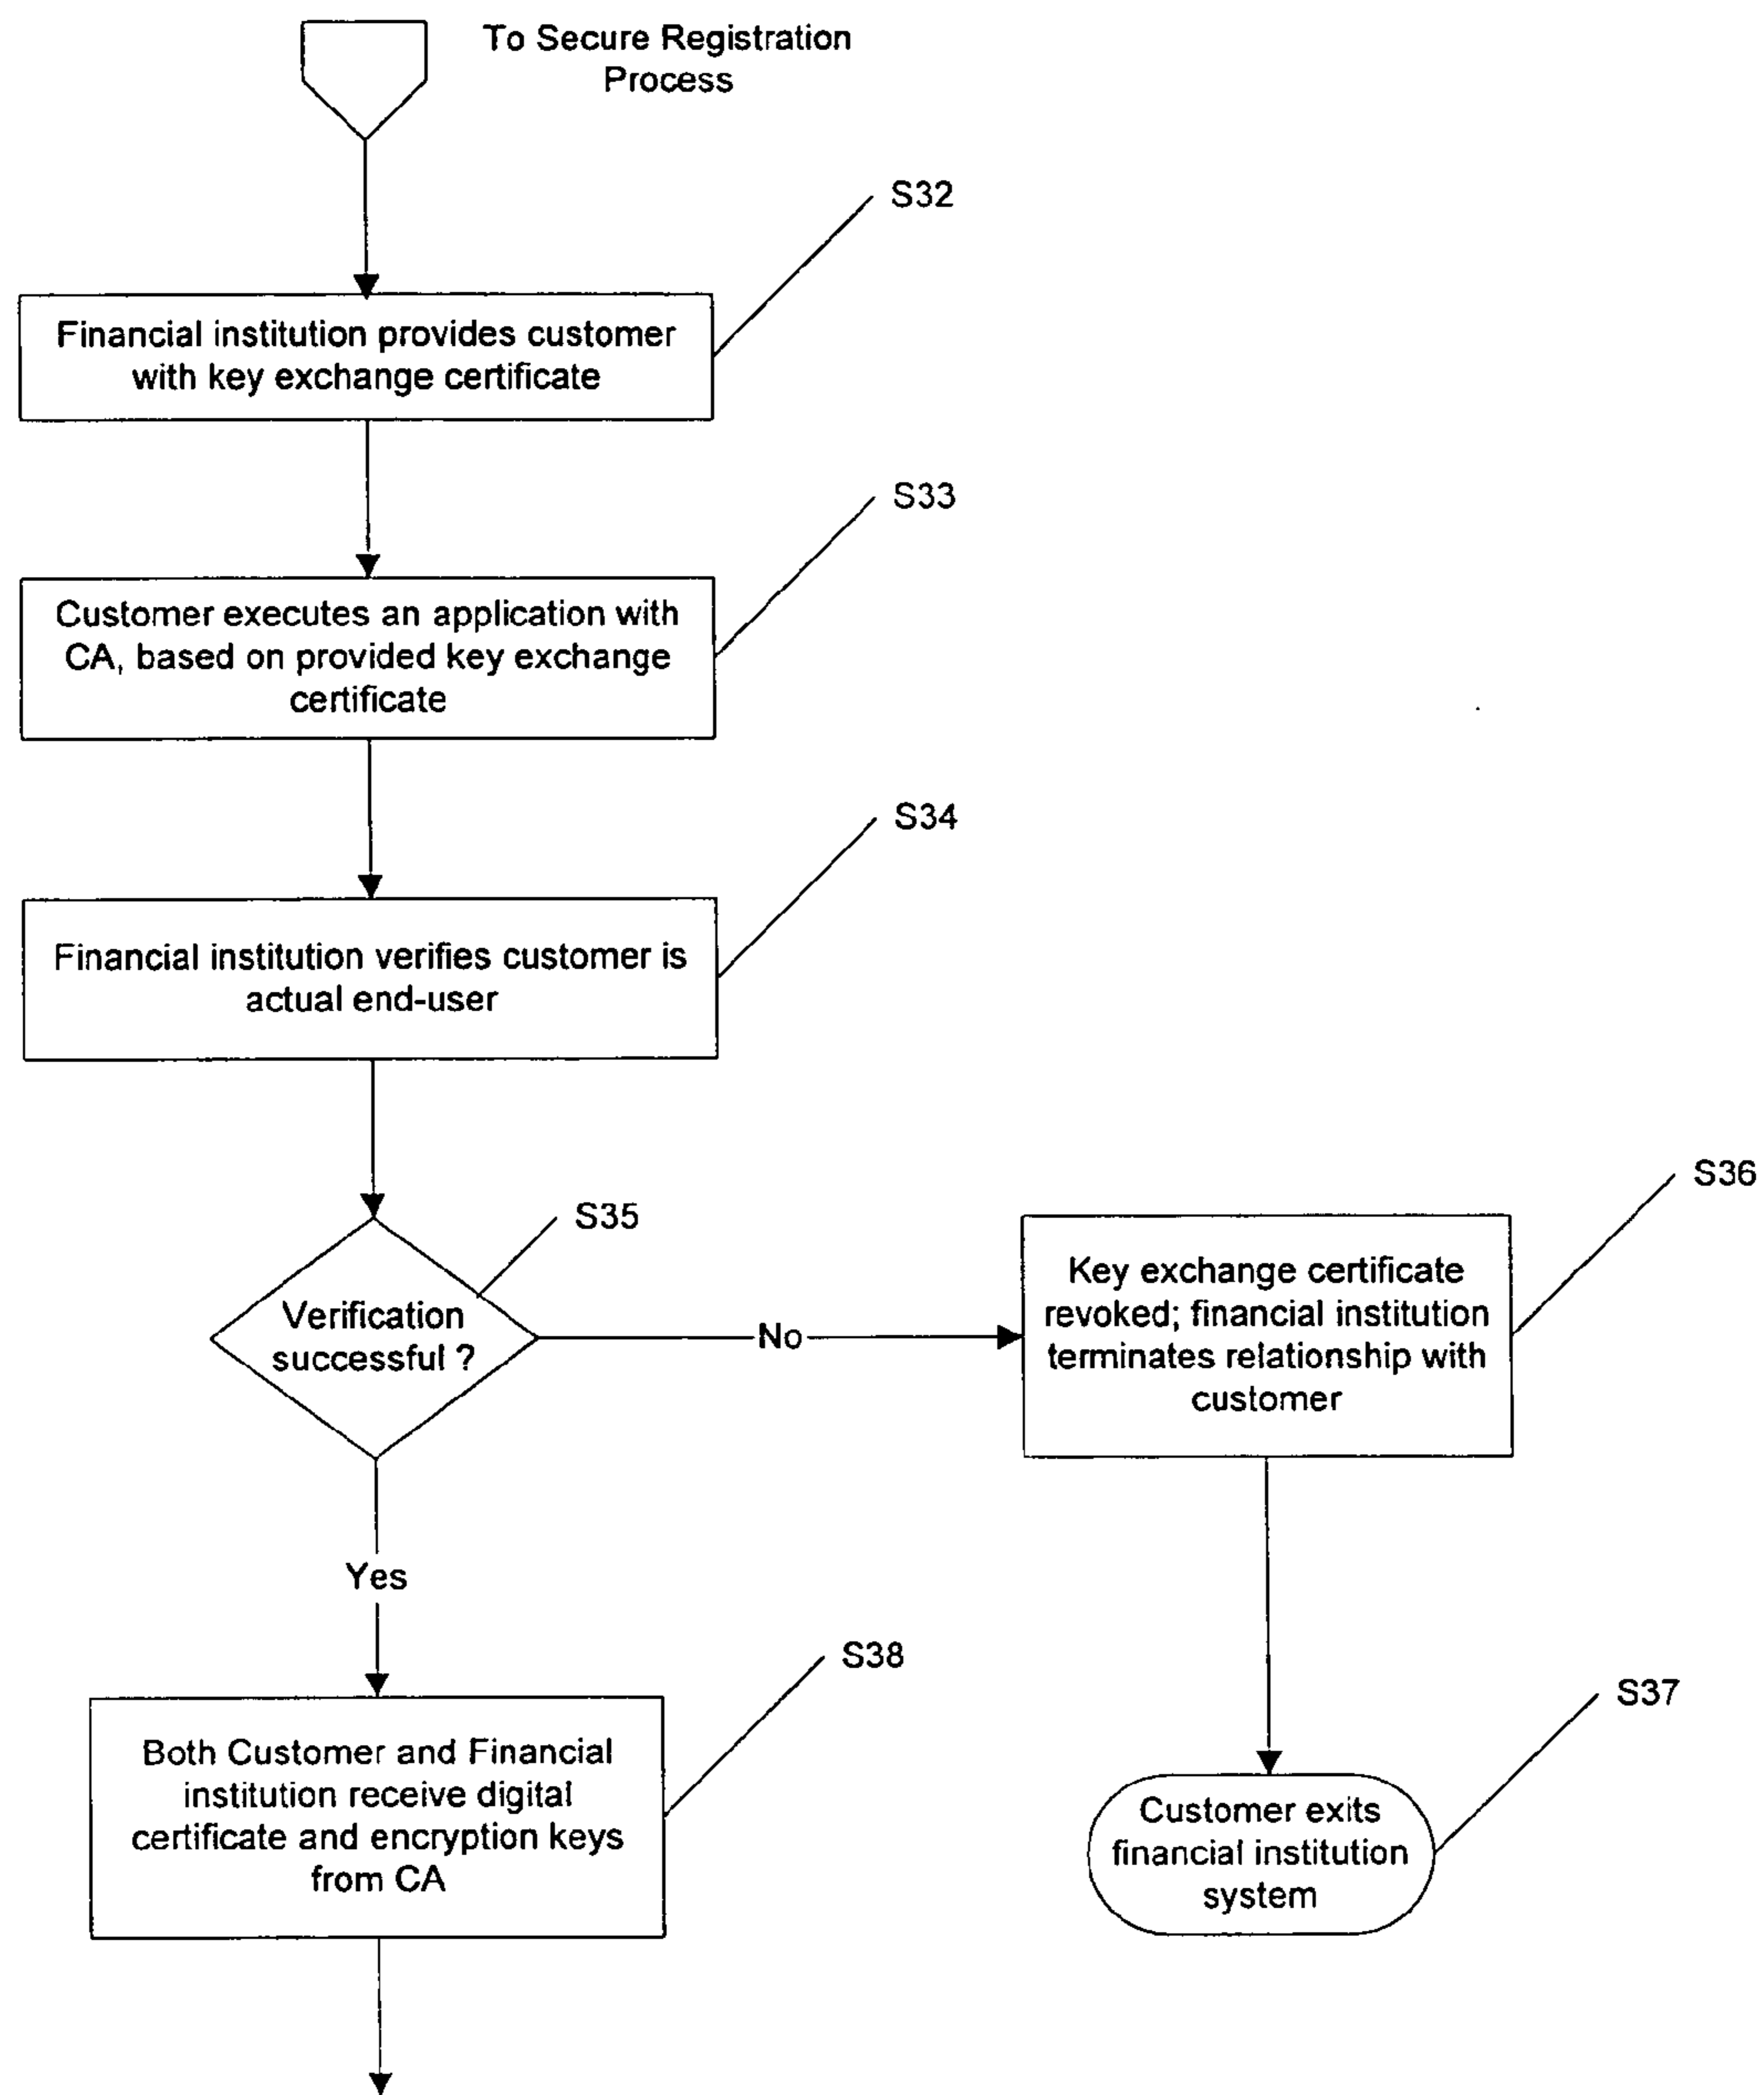 To Secure Registration
Process
S32
Financial institution provides customer
with key exchange certificate
S33
Customer executes an application with
CA, based on provided key exchange
certificate
S34
Financial institution verifies customer is
actual end-user
S35
Verification
successful ?
No
S36
Key exchange certificate
revoked; financial institution
terminates relationship with
customer
Yes
S38
Both Customer and Financial
institution receive digital
certificate and encryption keys
from CA
S37
Customer exits
financial institution
system